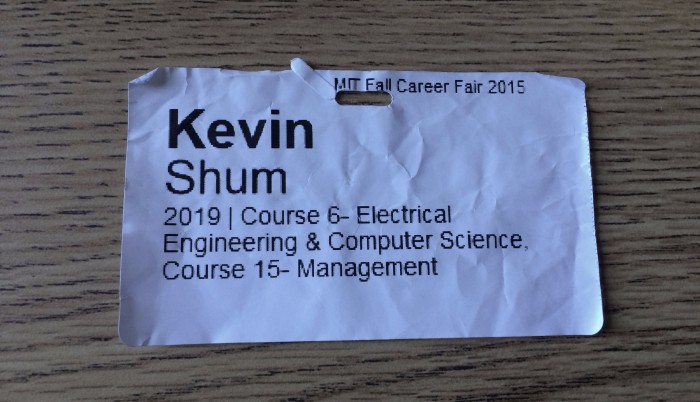 MIT Fall Career Fair 2015
Kevin
Shum
2019 | Course 6- Electrical
Engineering & Computer Science,
Course 15- Management